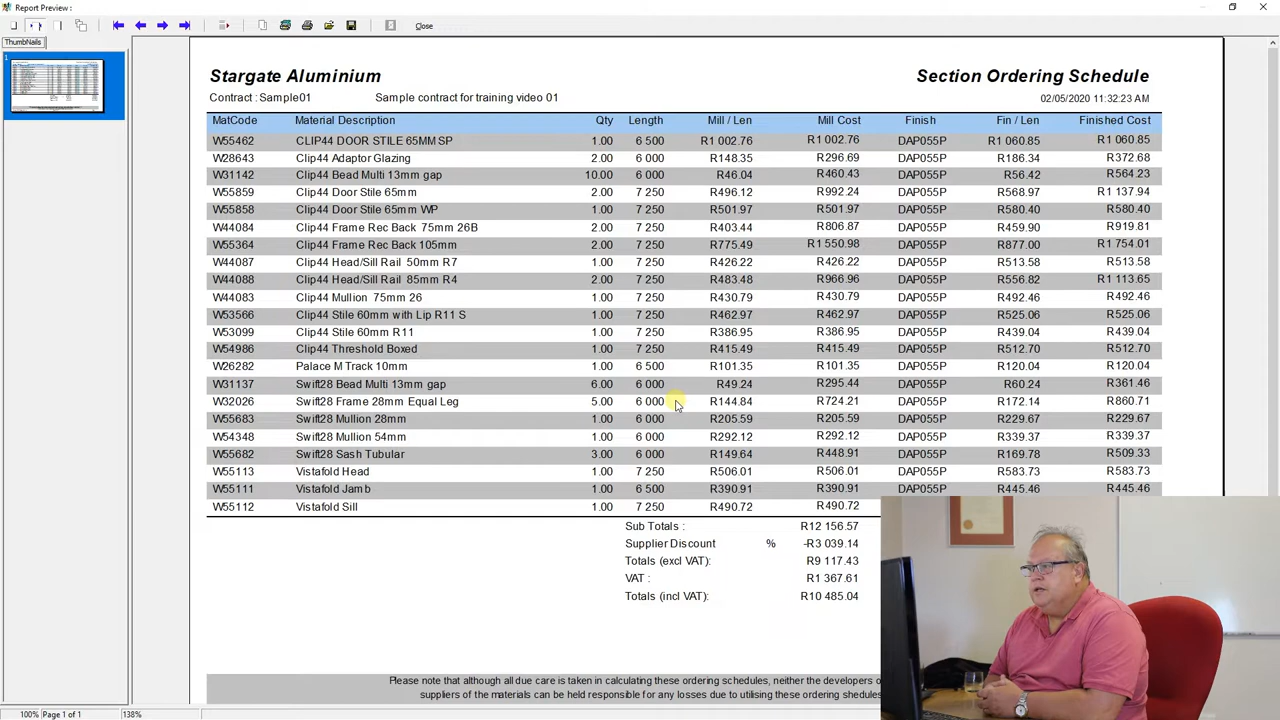 Report Preview :
Close
ThumbNails
1
Stargate Aluminium Section Ordering Schedule
Contract : Sample01 Sample contract for training video 01 02/05/2020 11:32:23 AM
MatCode Material Description Qty Length Mill / Len Mill Cost Finish Fin / Len Finished Cost
W55462 CLIP44 DOOR STILE 65MM SP 1.00 6 500 R1 002.76 R1 002.76 DAP055P R1 060.85 R1 060.85
W28643 Clip44 Adaptor Glazing 2.00 6 000 R148.35 R296.69 DAP055P R186.34 R372.68
W31142 Clip44 Bead Multi 13mm gap 10.00 6 000 R46.04 R460.43 DAP055P R56.42 R564.23
W55859 Clip44 Door Stile 65mm 2.00 7 250 R496.12 R992.24 DAP055P R568.97 R1 137.94
W55858 Clip44 Door Stile 65mm WP 1.00 7 250 R501.97 R501.97 DAP055P R580.40 R580.40
W44084 Clip44 Frame Rec Back 75mm 26B 2.00 7 250 R403.44 R806.87 DAP055P R459.90 R919.81
W55364 Clip44 Frame Rec Back 105mm 2.00 7 250 R775.49 R1 550.98 DAP055P R877.00 R1 754.01
W44087 Clip44 Head/Sill Rail 50mm R7 1.00 7 250 R426.22 R426.22 DAP055P R513.58 R513.58
W44088 Clip44 Head/Sill Rail 85mm R4 2.00 7 250 R483.48 R966.96 DAP055P R556.82 R1 113.65
W44083 Clip44 Mullion 75mm 26 1.00 7 250 R430.79 R430.79 DAP055P R492.46 R492.46
W53566 Clip44 Stile 60mm with Lip R11 S 1.00 7 250 R462.97 R462.97 DAP055P R525.06 R525.06
W53099 Clip44 Stile 60mm R11 1.00 7 250 R386.95 R386.95 DAP055P R439.04 R439.04
W54986 Clip44 Threshold Boxed 1.00 7 250 R415.49 R415.49 DAP055P R512.70 R512.70
W26282 Palace M Track 10mm 1.00 6 500 R101.35 R101.35 DAP055P R120.04 R120.04
W31137 Swift28 Bead Multi 13mm gap 6.00 6 000 R49.24 R295.44 DAP055P R60.24 R361.46
W32026 Swift28 Frame 28mm Equal Leg 5.00 6 000 R144.84 R724.21 DAP055P R172.14 R860.71
W55683 Swift28 Mullion 28mm 1.00 6 000 R205.59 R205.59 DAP055P R229.67 R229.67
W54348 Swift28 Mullion 54mm 1.00 6 000 R292.12 R292.12 DAP055P R339.37 R339.37
W55682 Swift28 Sash Tubular 3.00 6 000 R149.64 R448.91 DAP055P R169.78 R509.33
W55113 Vistafold Head 1.00 7 250 R506.01 R506.01 DAP055P R583.73 R583.73
W55111 Vistafold Jamb 1.00 6 500 R390.91 R390.91 DAP055P R445.46 R445.46
W55112 Vistafold Sill 1.00 7 250 R490.72 R490.72
Sub Totals : R12 156.57
Supplier Discount % -R3 039.14
Totals (excl VAT): R9 117.43
VAT : R1 367.61
Totals (incl VAT): R10 485.04
Please note that although all due care is taken in calculating these ordering schedules, neither the developers o
suppliers of the materials can be held responsible for any losses due to utilising these ordering shedules
100% Page 1 of 1 138%